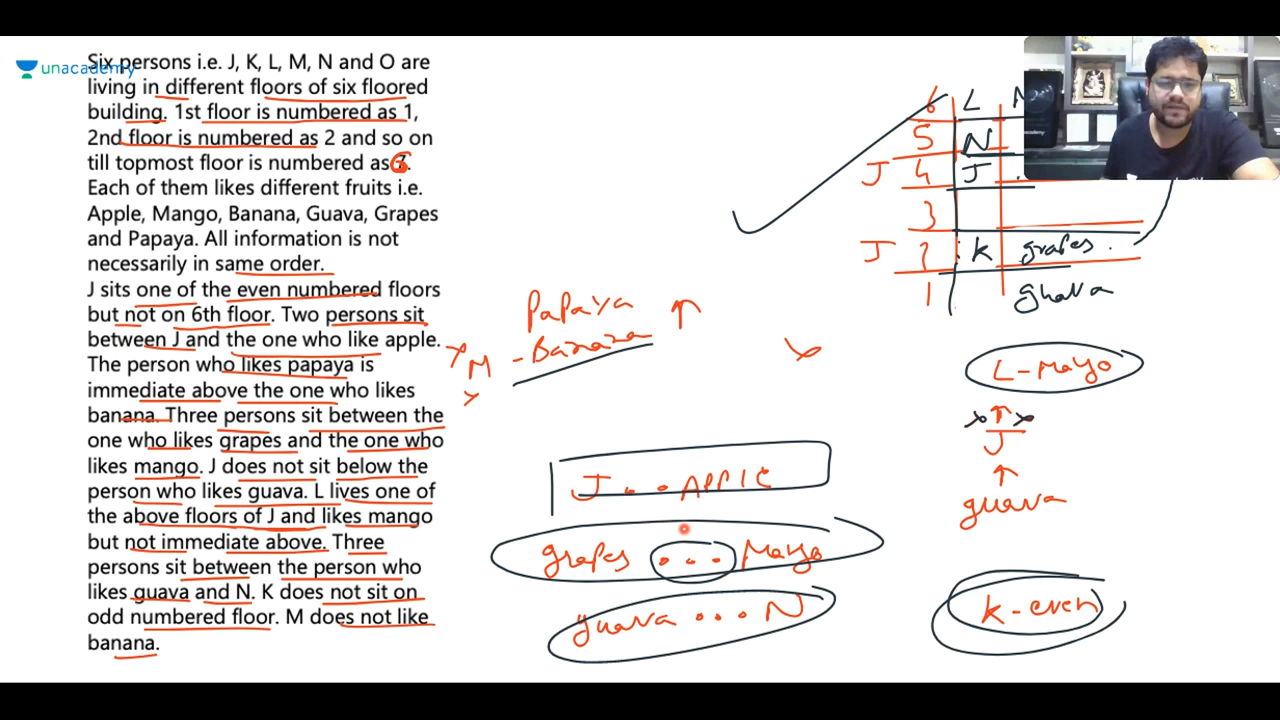 Six persons i.e. J, K, L, M, N and O are
unacademy
living in different floors of six floored
building. 1st floor is numbered as 1,
2nd floor is numbered as 2 and so on
till topmost floor is numbered as 6.
Each of them likes different fruits i.e.
Apple, Mango, Banana, Guava, Grapes
and Papaya. All information is not
necessarily in same order.
J sits one of the even numbered floors
but not on 6th floor. Two persons sit
between J and the one who like apple.
The person who likes papaya is
immediate above the one who likes
banana. Three persons sit between the
one who likes grapes and the one who
likes mango. J does not sit below the
person who likes guava. L lives one of
the above floors of J and likes mango
but not immediate above. Three
persons sit between the person who
likes guava and N. K does not sit on
odd numbered floor. M does not like
banana.
PaPaya ↑
x M - Banana
x
J . . APPle
grapes . . . Mayo
guava . . . N
6 L
5 N
J 4 J .
3
J 2 : K grapes .
1 guava
L - Mayo
x ↑ x
J
↑
guava
K - even